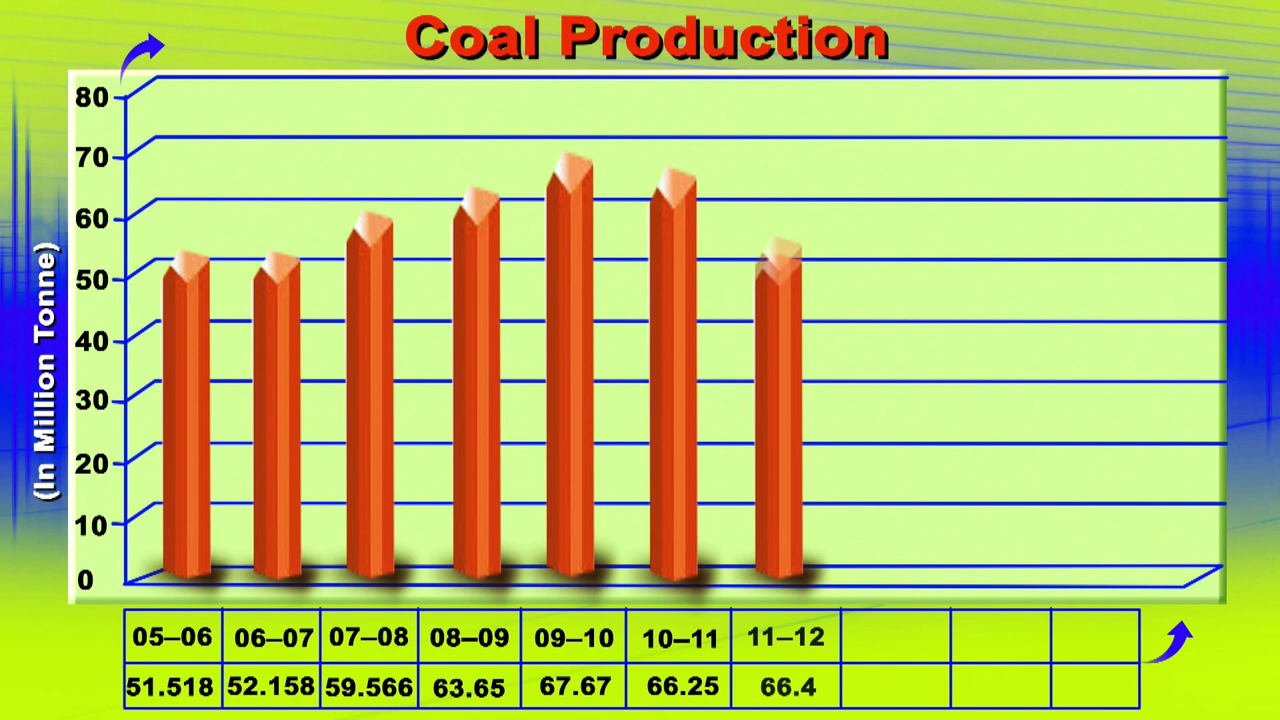 Coal Production
(In Million Tonne)
80
70
60
50
40
30
20
10
0
05–06 06–07 07–08 08–09 09–10 10–11 11–12
51.518 52.158 59.566 63.65 67.67 66.25 66.4